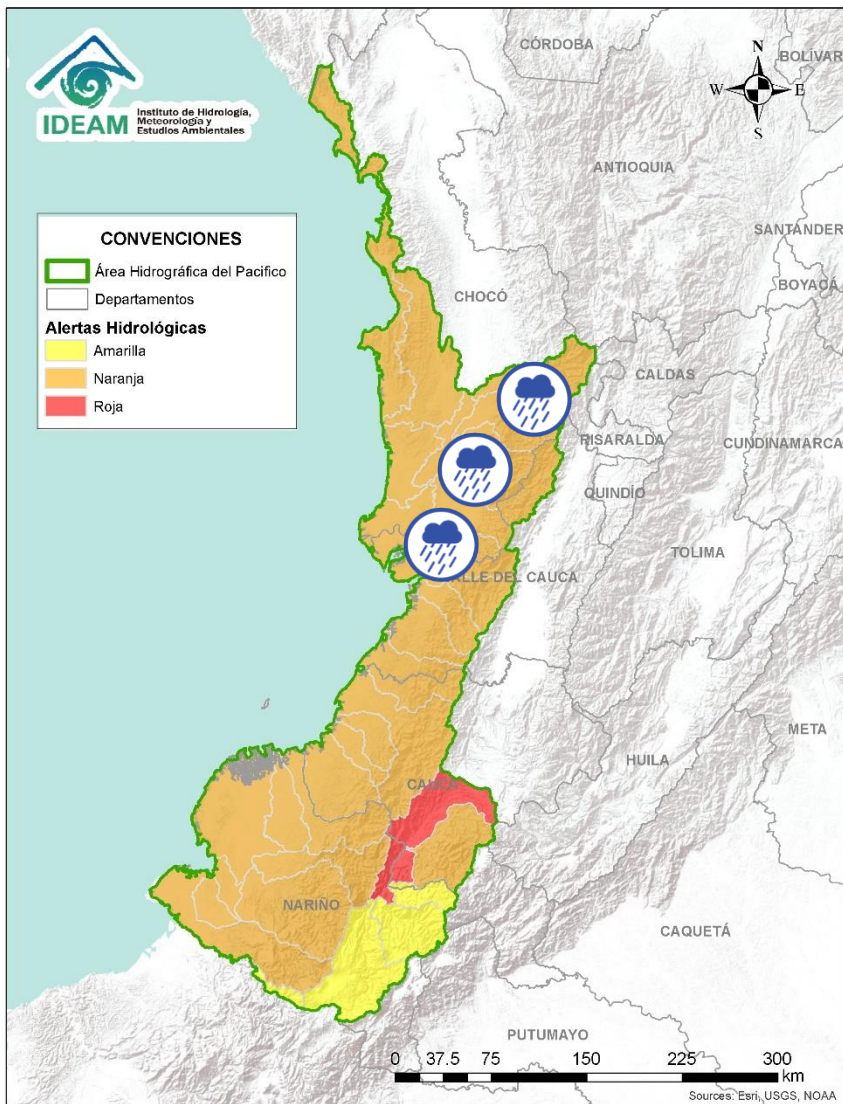 IDEAM
Instituto de Hidrología,
Meteorología y
Estudios Ambientales
CÓRDOBA
BOLÍVAR
N
W
E
S
ANTIOQUIA
SANTANDER
BOYACÁ
CONVENCIONES
Área Hidrográfica del Pacifico
Departamentos
Alertas Hidrológicas
Amarilla
Naranja
Roja
CHOCÓ
CALDAS
RISARALDA
CUNDINAMARCA
QUINDÍO
TOLIMA
ALLE DEL CAUCA
META
HUILA
CAUCA
NARIÑO
CAQUETÁ
PUTUMAYO
0 37.5 75 150 225 300
km
Sources: Esri, USGS, NOAA